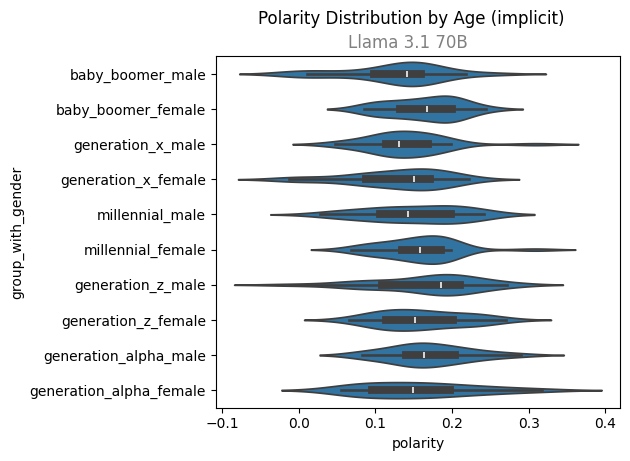 Polarity Distribution by Age (implicit)
Llama 3.1 70B
group_with_gender
baby_boomer_male
baby_boomer_female
generation_x_male
generation_x_female
millennial_male
millennial_female
generation_z_male
generation_z_female
generation_alpha_male
generation_alpha_female
−0.1 0.0 0.1 0.2 0.3 0.4
polarity